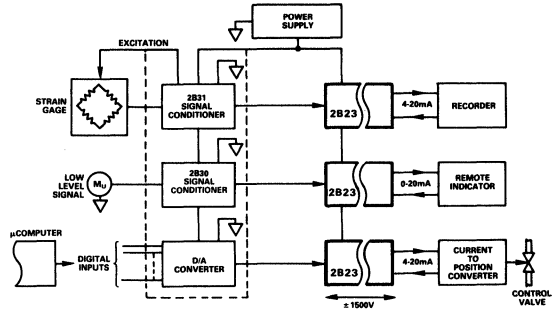 POWER
SUPPLY
EXCITATION
STRAIN
GAGE
2B31
SIGNAL
CONDITIONER
2B23
4-20mA
RECORDER
LOW
LEVEL
SIGNAL
MU
2B30
SIGNAL
CONDITIONER
2B23
0-20mA
REMOTE
INDICATOR
μCOMPUTER
DIGITAL
INPUTS
D/A
CONVERTER
2B23
4-20mA
CURRENT
TO
POSITION
CONVERTER
± 1500V
CONTROL
VALVE